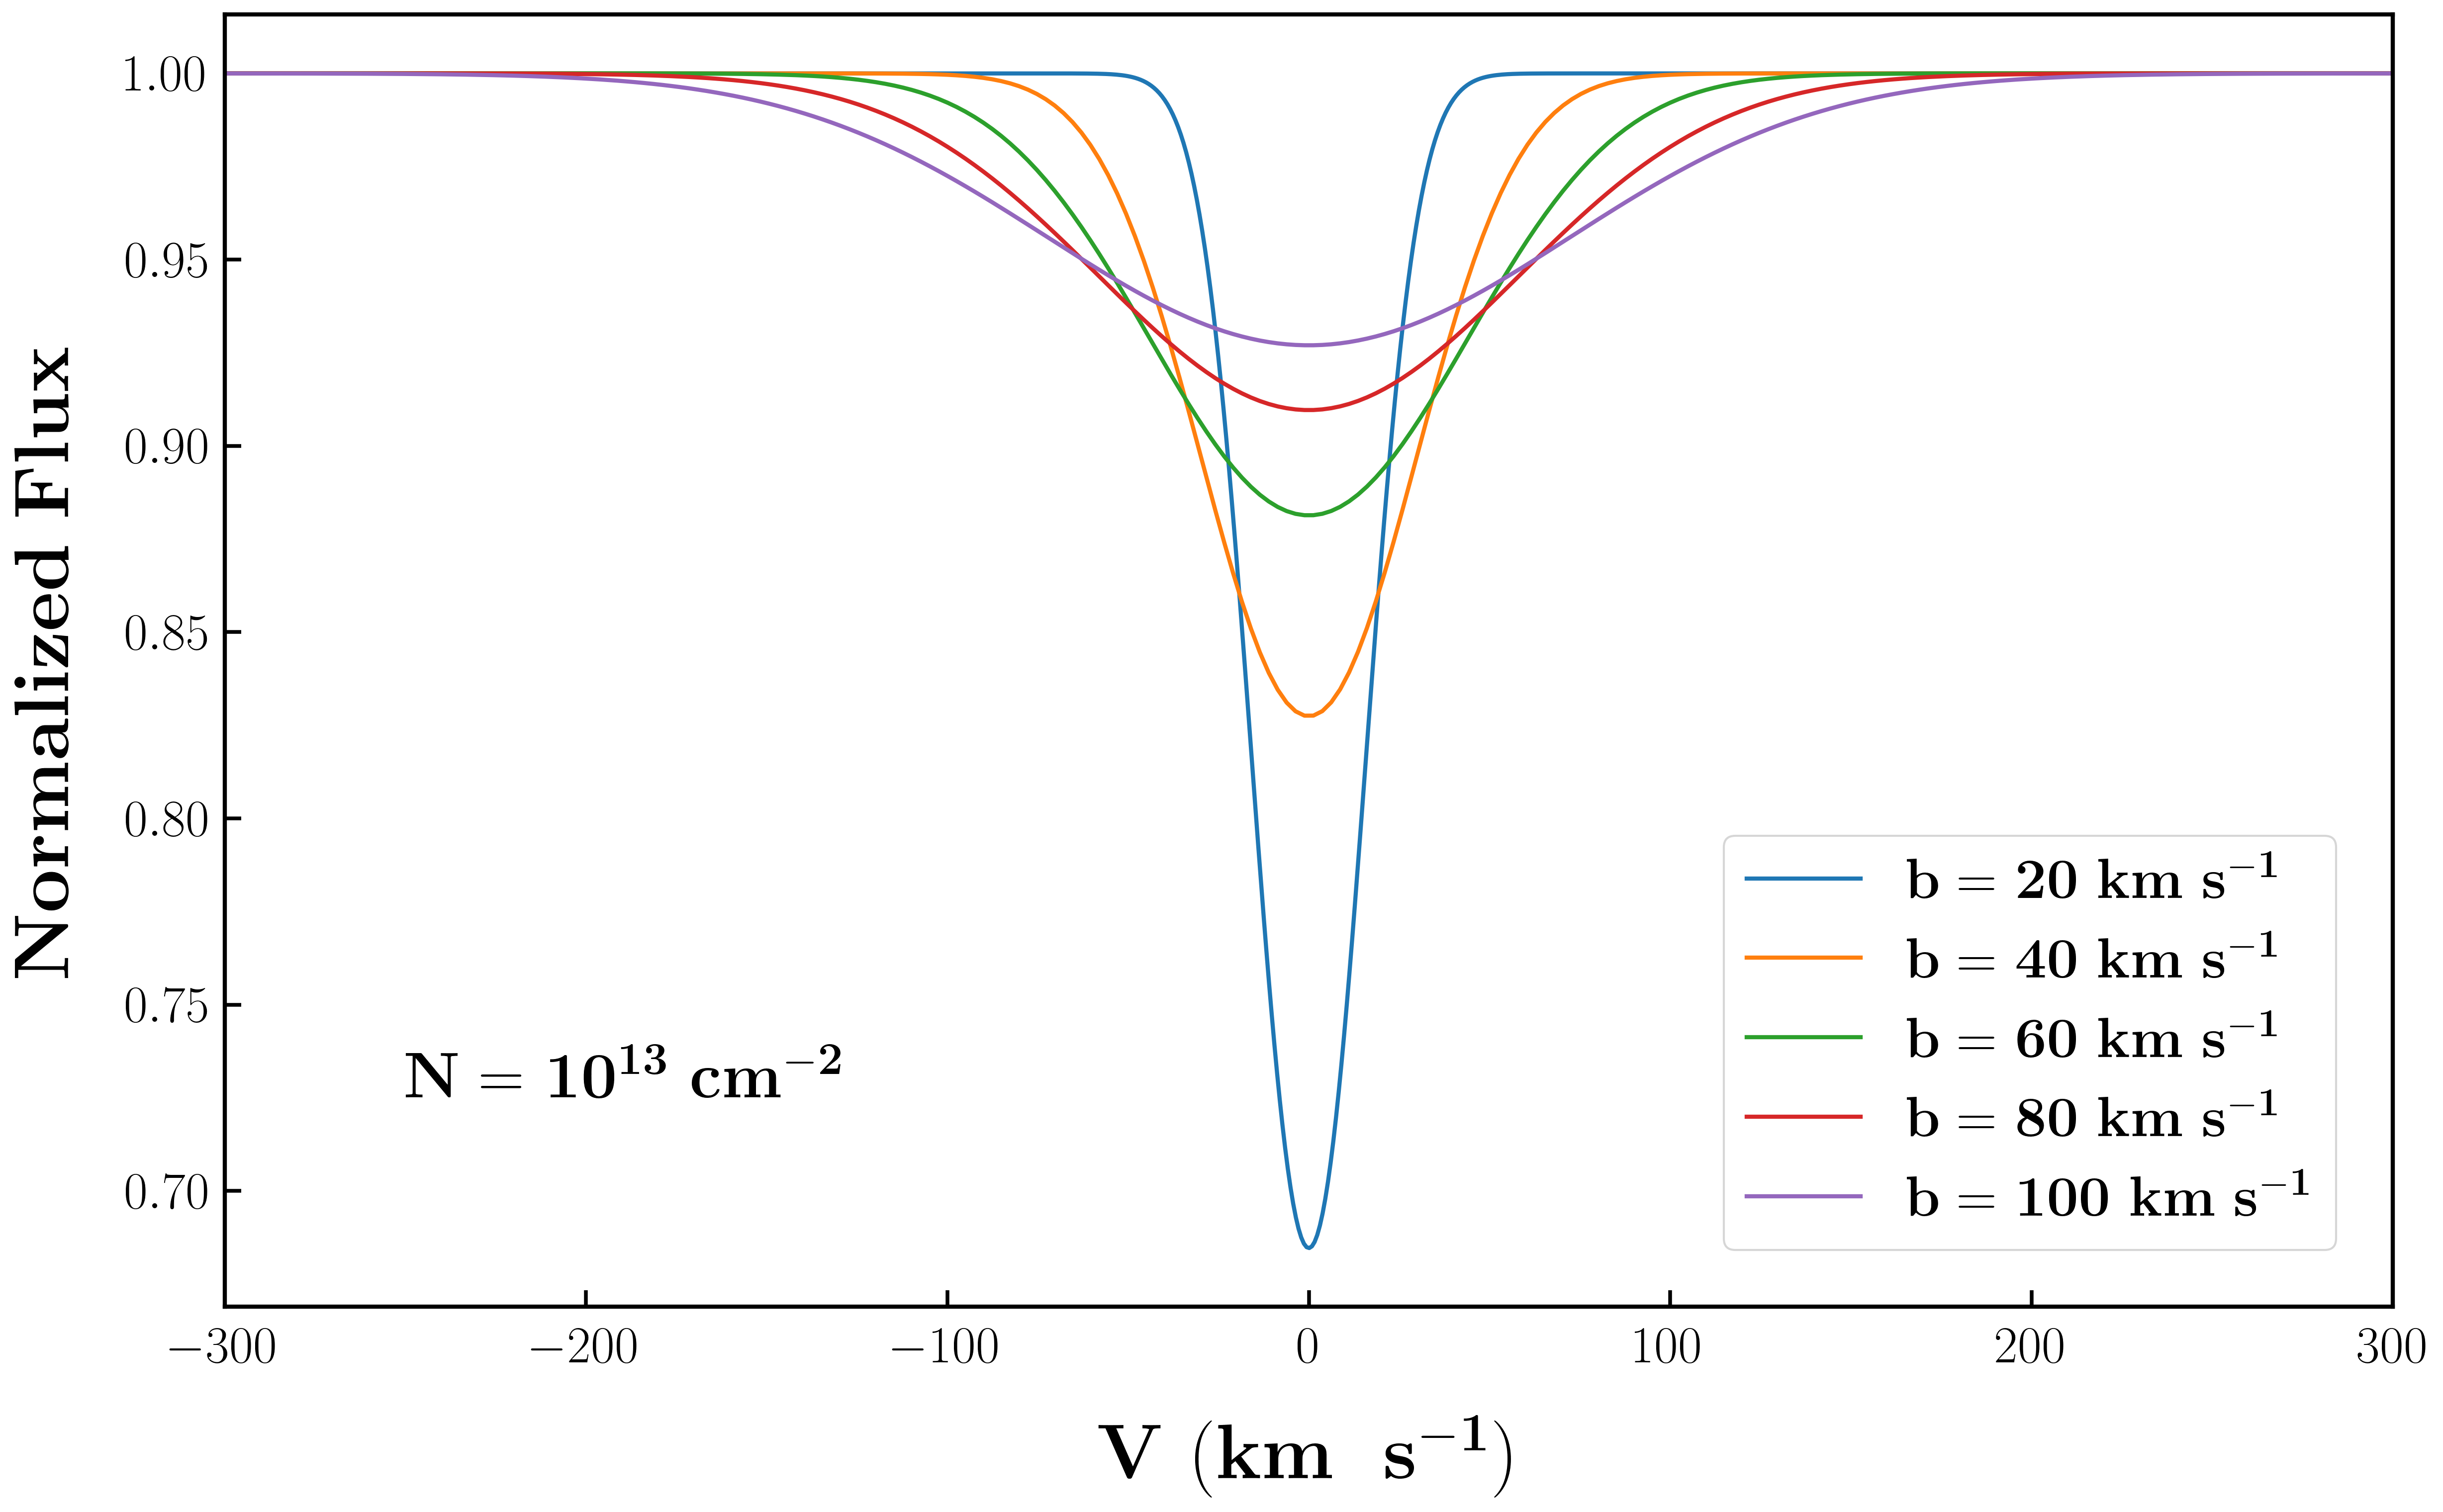 Normalized Flux
1.00
0.95
0.90
0.85
0.80
0.75
0.70
N = 10¹³ cm⁻²
b = 20 km s⁻¹
b = 40 km s⁻¹
b = 60 km s⁻¹
b = 80 km s⁻¹
b = 100 km s⁻¹
−300 −200 −100 0 100 200 300
V (km s⁻¹)